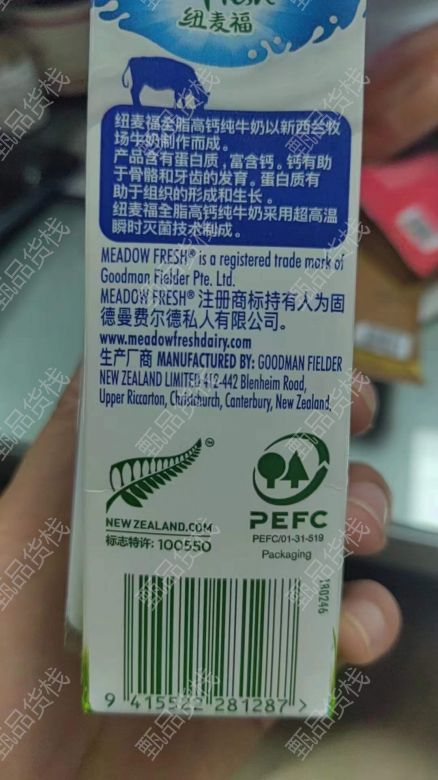 Fresh
纽麦福
纽麦福全脂高钙纯牛奶以新西兰牧
场牛奶制作而成。
产品含有蛋白质，富含钙。钙有助
于骨骼和牙齿的发育。蛋白质有
助于组织的形成和生长。
纽麦福全脂高钙纯牛奶采用超高温
瞬时灭菌技术制成。
MEADOW FRESH® is a registered trade mark of
Goodman Fielder Pte. Ltd.
MEADOW FRESH® 注册商标持有人为固
德曼费尔德私人有限公司。
www.meadowfreshdairy.com
生产厂商 MANUFACTURED BY: GOODMAN FIELDER
NEW ZEALAND LIMITED 412-442 Blenheim Road,
Upper Riccarton, Christchurch, Canterbury, New Zealand.
TM
NEW ZEALAND.COM
标志特许: 100550
PEFC
PEFC/01-31-519
Packaging
180246
9 415522 281287 >
甄品货栈